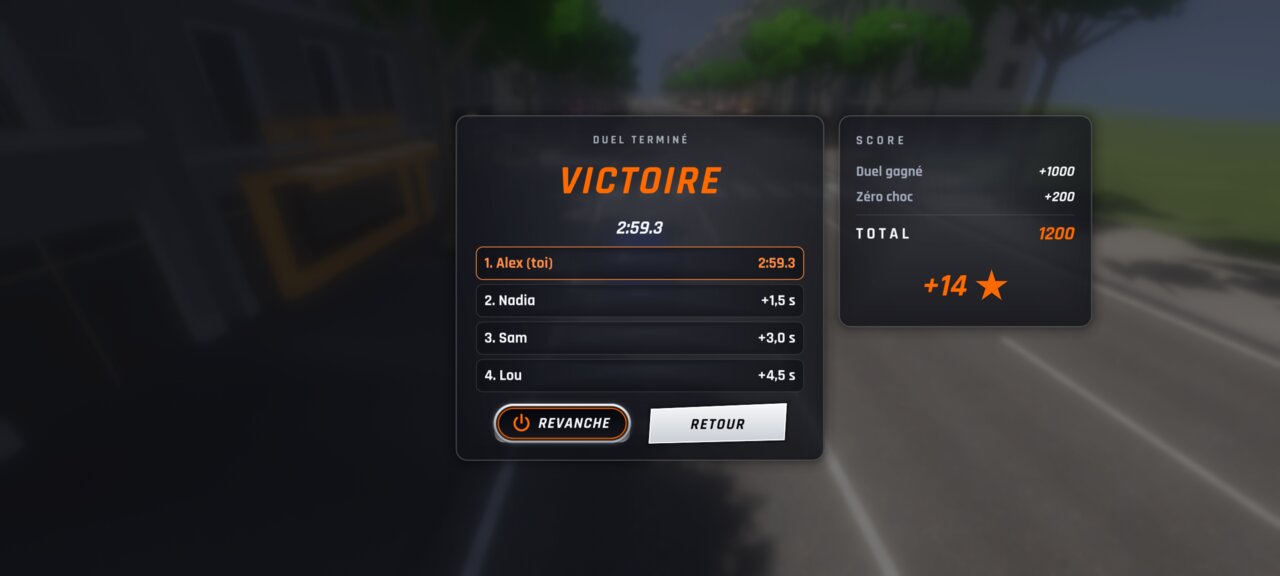 DUEL TERMINÉ
VICTOIRE
2:59.3
1. Alex (toi) 2:59.3
2. Nadia +1,5 s
3. Sam +3,0 s
4. Lou +4,5 s
REVANCHE
RETOUR
SCORE
Duel gagné +1000
Zéro choc +200
TOTAL 1200
+14 ★